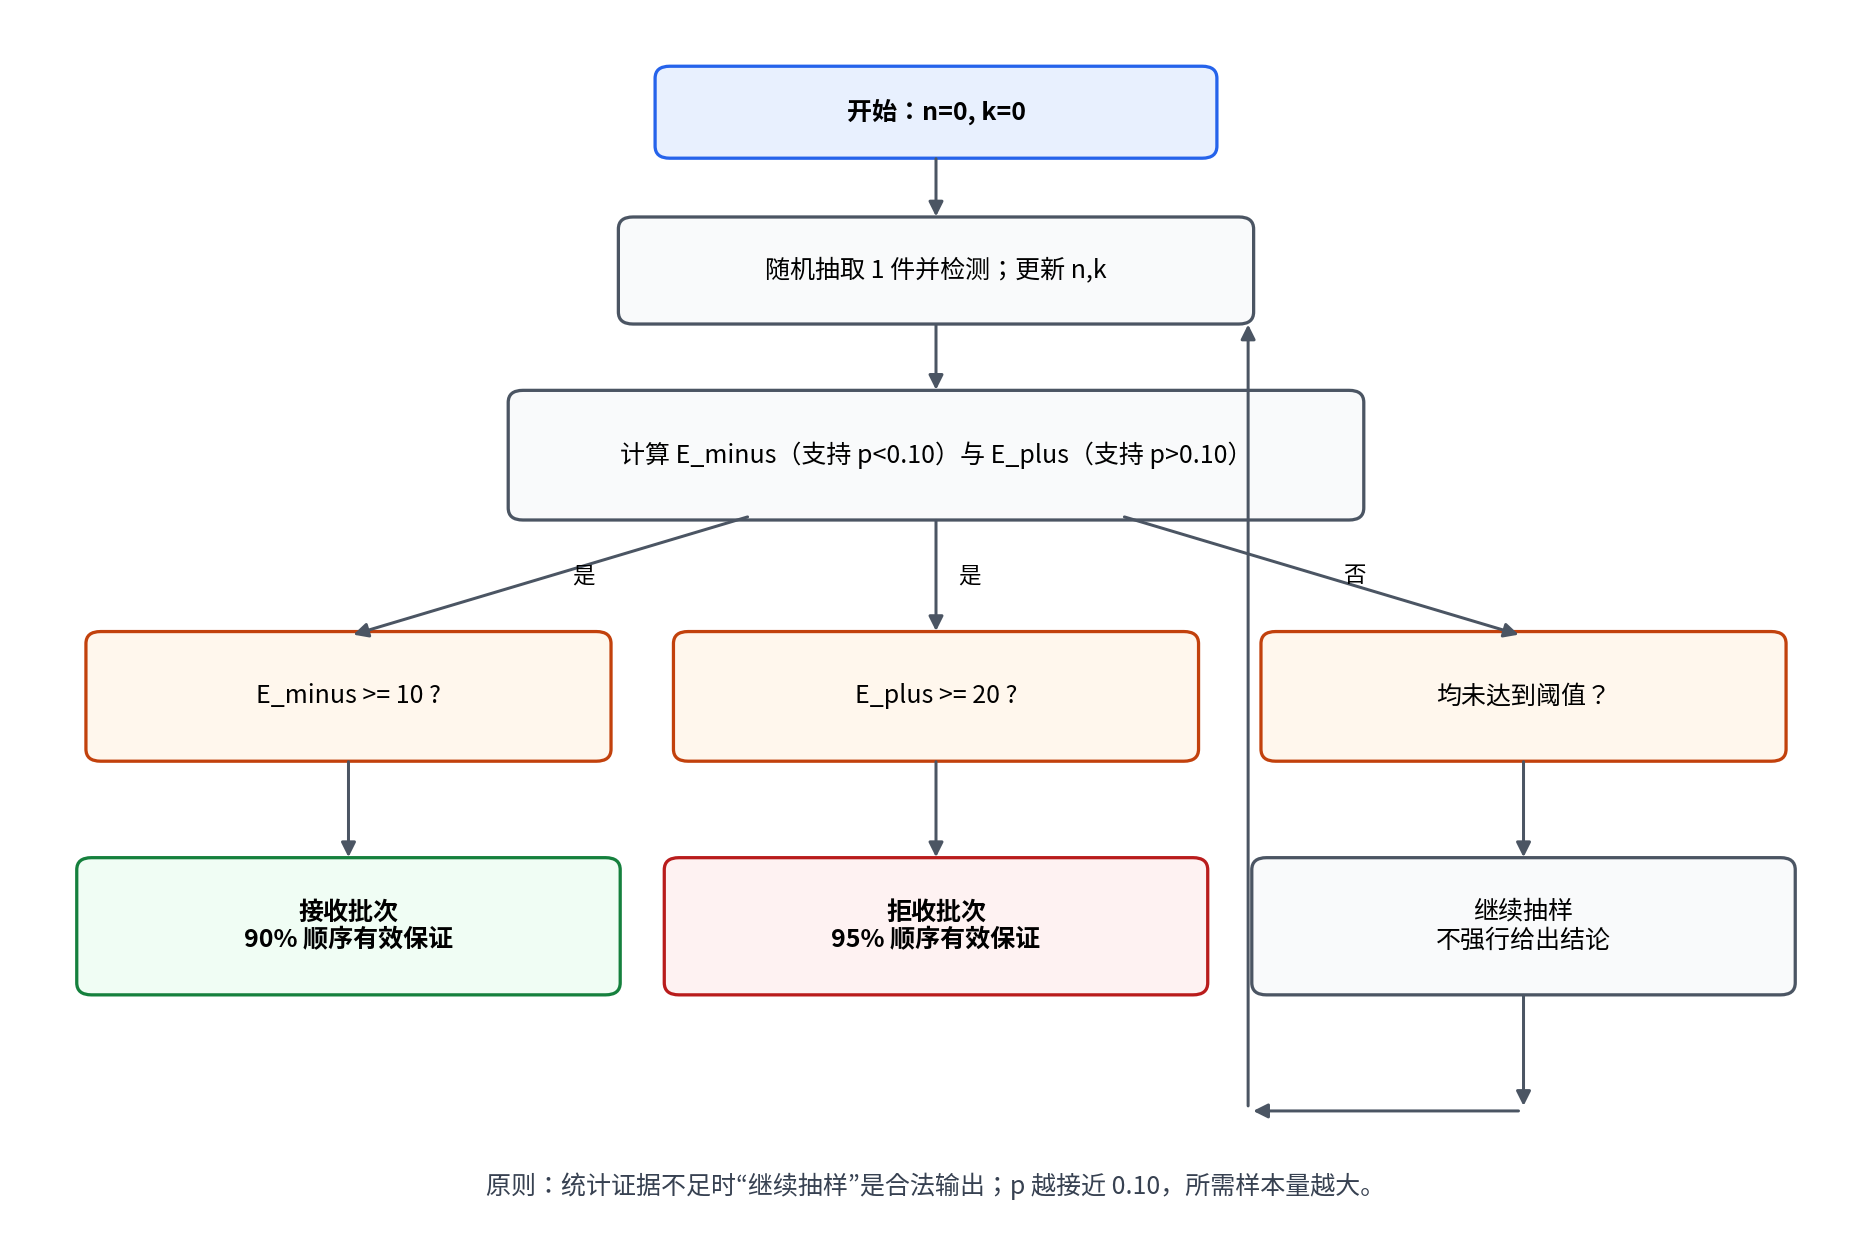 开始：n=0, k=0
随机抽取 1 件并检测；更新 n,k
计算 E_minus（支持 p<0.10）与 E_plus（支持 p>0.10）
是
是
否
E_minus >= 10 ?
E_plus >= 20 ?
均未达到阈值？
接收批次
90% 顺序有效保证
拒收批次
95% 顺序有效保证
继续抽样
不强行给出结论
原则：统计证据不足时“继续抽样”是合法输出；p 越接近 0.10，所需样本量越大。